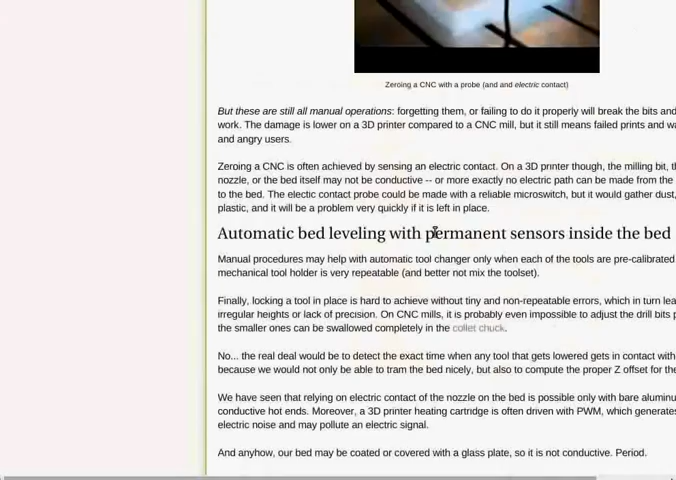 Zeroing a CNC with a probe (and and electric contact)
But these are still all manual operations: forgetting them, or failing to do it properly will break the bits and
work. The damage is lower on a 3D printer compared to a CNC mill, but it still means failed prints and
and angry users.
Zeroing a CNC is often achieved by sensing an electric contact. On a 3D printer though, the milling bit,
nozzle, or the bed itself may not be conductive -- or more exactly no electric path can be made from the
to the bed. The electic contact probe could be made with a reliable microswitch, but it would gather dust,
plastic, and it will be a problem very quickly if it is left in place.
Automatic bed leveling with permanent sensors inside the bed
Manual procedures may help with automatic tool changer only when each of the tools are pre-calibrated
mechanical tool holder is very repeatable (and better not mix the toolset).
Finally, locking a tool in place is hard to achieve without tiny and non-repeatable errors, which in turn
irregular heights or lack of precision. On CNC mills, it is probably even impossible to adjust the drill bits
the smaller ones can be swallowed completely in the collet chuck.
No... the real deal would be to detect the exact time when any tool that gets lowered gets in contact with
because we would not only be able to tram the bed nicely, but also to compute the proper Z offset for the
We have seen that relying on electric contact of the nozzle on the bed is possible only with bare
conductive hot ends. Moreover, a 3D printer heating cartridge is often driven with PWM, which generates
electric noise and may pollute an electric signal.
And anyhow, our bed may be coated or covered with a glass plate, so it is not conductive. Period.